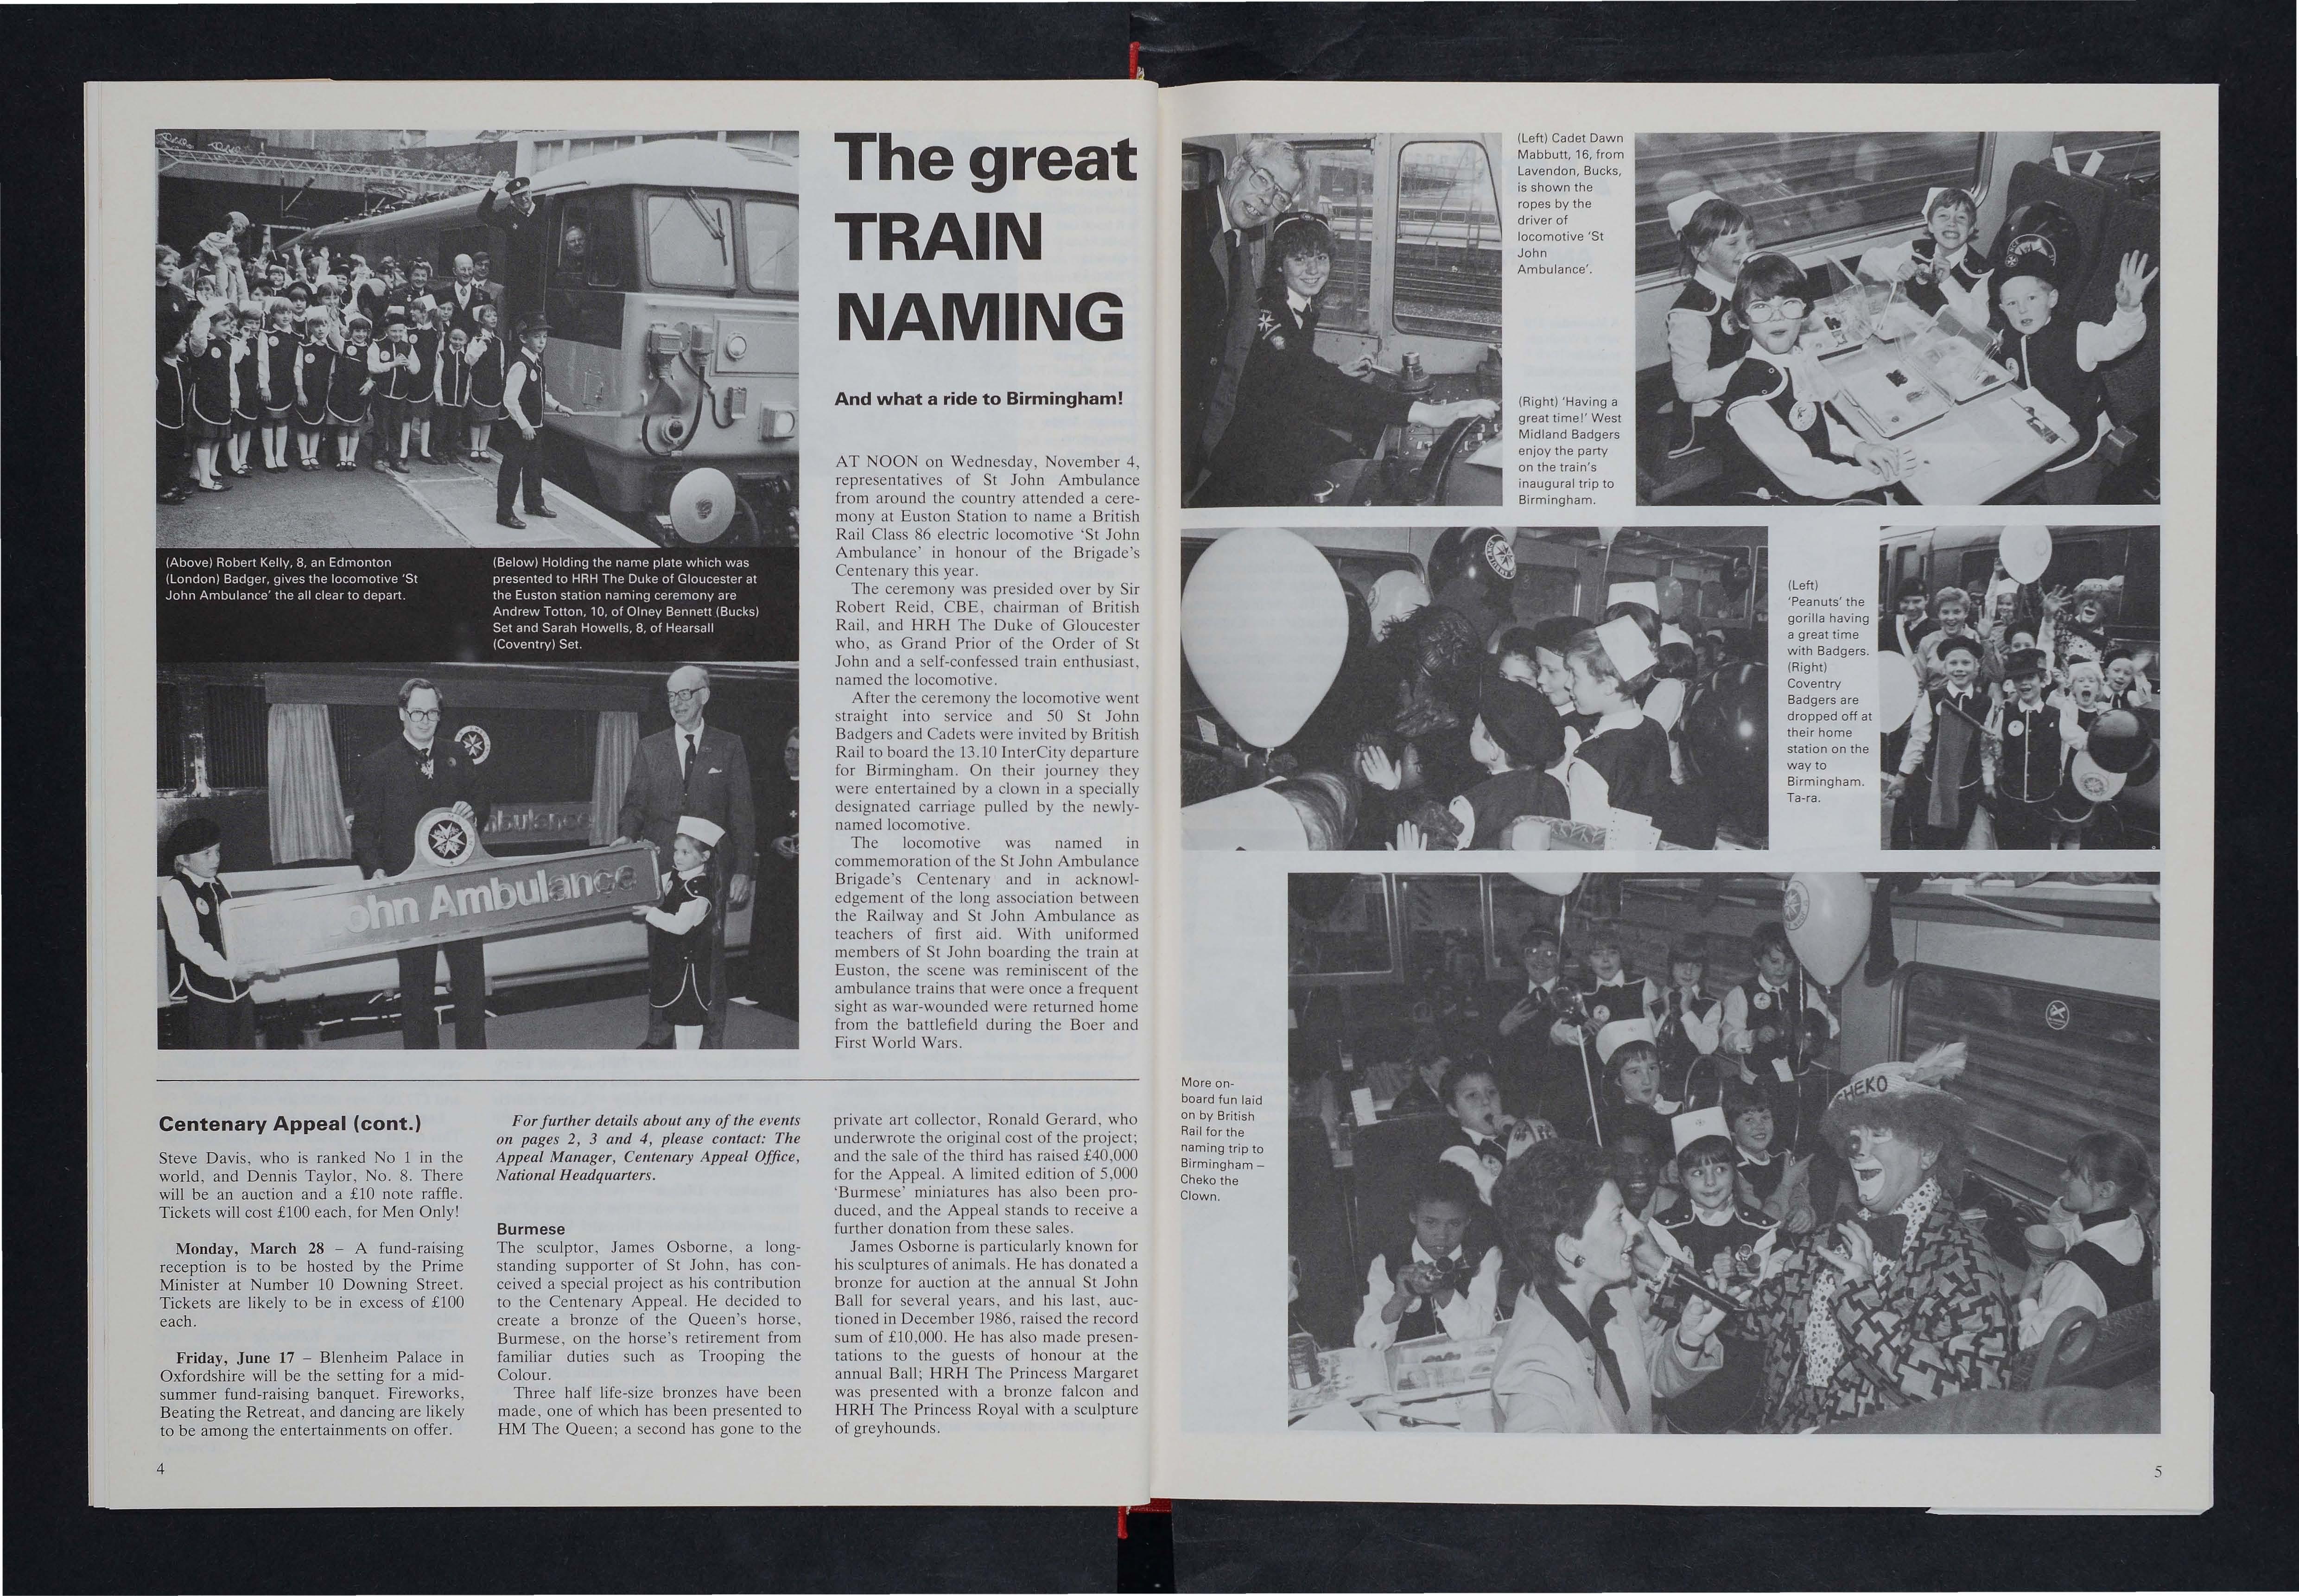 The great
TRAIN
NAMING
And what a ride to Birmingham!
AT NOON on Wednesday, November 4,
representatives of St John Ambulance
from around the country attended a cere-
mony at Euston Station to name a British
Rail Class 86 electric locomotive ‘St John
Ambulance’ in honour of the Brigade’s
Centenary this year.
The ceremony was presided over by Sir
Robert Reid, CBE, chairman of British
Rail, and HRH The Duke of Gloucester
who, as Grand Prior of the Order of St
John and a self-confessed train enthusiast,
named the locomotive.
After the ceremony the locomotive went
straight into service and 50 St John
Badgers and Cadets were invited by British
Rail to board the 13.10 InterCity departure
for Birmingham. On their journey they
were entertained by a clown in a specially
designated carriage pulled by the newly-
named locomotive.
The locomotive was named in
commemoration of the St John Ambulance
Brigade’s Centenary and in acknowl-
edgement of the long association between
the Railway and St John Ambulance as
teachers of first aid. With uniformed
members of St John boarding the train at
Euston, the scene was reminiscent of the
ambulance trains that were once a frequent
sight as war-wounded were returned home
from the battlefield during the Boer and
First World Wars.
(Above) Robert Kelly, 8, an Edmonton
(London) Badger, gives the locomotive ‘St
John Ambulance’ the all clear to depart.
(Below) Holding the name plate which was
presented to HRH The Duke of Gloucester at
the Euston station naming ceremony are
Andrew Totton, 10, of Olney Bennett (Bucks)
Set and Sarah Howells, 8, of Hearsall
(Coventry) Set.
mbulance
ohn Ambulance
Centenary Appeal (cont.)
Steve Davis, who is ranked No 1 in the
world, and Dennis Taylor, No. 8. There
will be an auction and a £10 note raffle.
Tickets will cost £100 each, for Men Only!
Monday, March 28 – A fund-raising
reception is to be hosted by the Prime
Minister at Number 10 Downing Street.
Tickets are likely to be in excess of £100
each.
Friday, June 17 – Blenheim Palace in
Oxfordshire will be the setting for a mid-
summer fund-raising banquet. Fireworks,
Beating the Retreat, and dancing are likely
to be among the entertainments on offer.
For further details about any of the events
on pages 2, 3 and 4, please contact: The
Appeal Manager, Centenary Appeal Office,
National Headquarters.
Burmese
The sculptor, James Osborne, a long-
standing supporter of St John, has con-
ceived a special project as his contribution
to the Centenary Appeal. He decided to
create a bronze of the Queen’s horse,
Burmese, on the horse’s retirement from
familiar duties such as Trooping the
Colour.
Three half life-size bronzes have been
made, one of which has been presented to
HM The Queen; a second has gone to the
private art collector, Ronald Gerard, who
underwrote the original cost of the project;
and the sale of the third has raised £40,000
for the Appeal. A limited edition of 5,000
‘Burmese’ miniatures has also been pro-
duced, and the Appeal stands to receive a
further donation from these sales.
James Osborne is particularly known for
his sculptures of animals. He has donated a
bronze for auction at the annual St John
Ball for several years, and his last, auc-
tioned in December 1986, raised the record
sum of £10,000. He has also made presen-
tations to the guests of honour at the
annual Ball; HRH The Princess Margaret
was presented with a bronze falcon and
HRH The Princess Royal with a sculpture
of greyhounds.
4
(Left) Cadet Dawn
Mabbutt, 16, from
Lavendon, Bucks,
is shown the
ropes by the
driver of
locomotive ‘St
John
Ambulance’.
(Right) ‘Having a
great time!’ West
Midland Badgers
enjoy the party
on the train’s
inaugural trip to
Birmingham.
(Left)
‘Peanuts’ the
gorilla having
a great time
with Badgers.
(Right)
Coventry
Badgers are
dropped off at
their home
station on the
way to
Birmingham.
Ta-ra.
More on-
board fun laid
on by British
Rail for the
naming trip to
Birmingham –
Cheko the
Clown.
HEKO
5